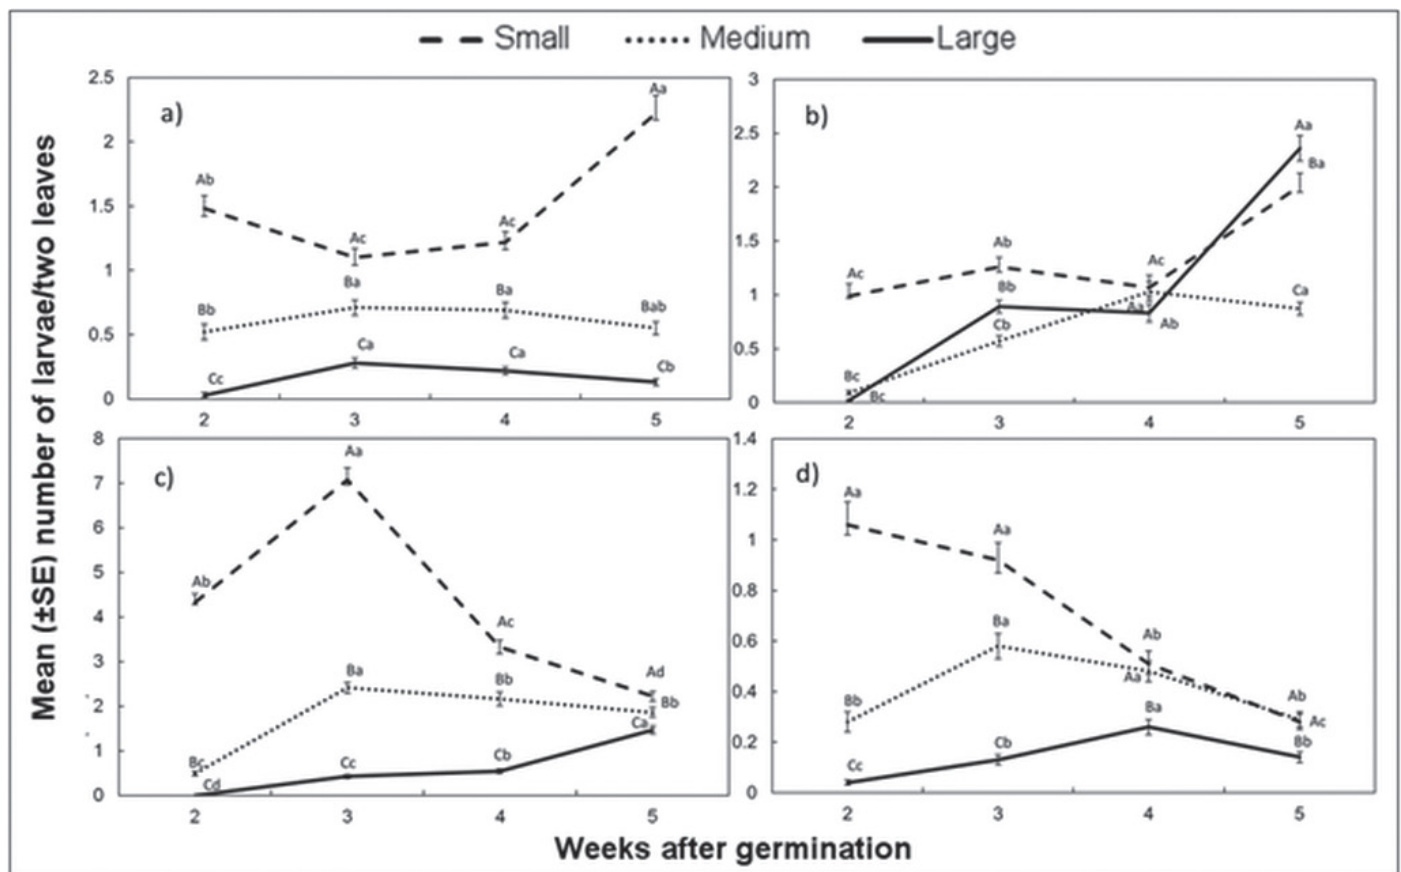 Small Medium Large
Mean (±SE) number of larvae/two leaves
a)
2.5
2
1.5
1
0.5
0
Ab
Ac
Ac
Aa
Bb
Ba
Ba
Bab
Cc
Ca
Ca
Cb
2 3 4 5
b)
3
2.5
2
1.5
1
0.5
0
Ac
Ab
Ac
Aa
Ba
Bb
Cb
Aa
Ab
Ca
Bc
Bc
2 3 4 5
c)
8
7
6
5
4
3
2
1
0
Ab
Aa
Ac
Ad
Ba
Bb
Bb
Bc
Cd
Cc
Cb
Ca
2 3 4 5
d)
1.4
1.2
1
0.8
0.6
0.4
0.2
0
Aa
Aa
Ab
Ab
Bb
Ba
Aa
Ac
Cc
Cb
Ba
Bb
2 3 4 5
Weeks after germination